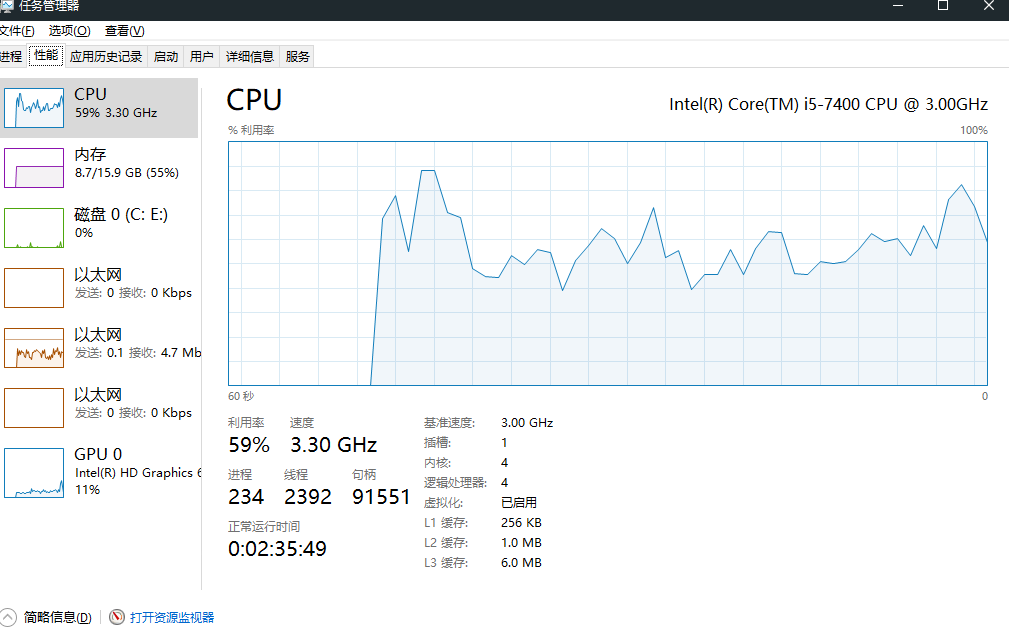 任务管理器
文件(F) 选项(O) 查看(V)
进程 性能 应用历史记录 启动 用户 详细信息 服务
CPU
59% 3.30 GHz
内存
8.7/15.9 GB (55%)
磁盘 0 (C: E:)
0%
以太网
发送: 0 接收: 0 Kbps
以太网
发送: 0.1 接收: 4.7 Mb
以太网
发送: 0 接收: 0 Kbps
GPU 0
Intel(R) HD Graphics 6
11%
CPU
Intel(R) Core(TM) i5-7400 CPU @ 3.00GHz
% 利用率 100%
60 秒 0
利用率 速度
59% 3.30 GHz
进程 线程 句柄
234 2392 91551
正常运行时间
0:02:35:49
基准速度: 3.00 GHz
插槽: 1
内核: 4
逻辑处理器: 4
虚拟化: 已启用
L1 缓存: 256 KB
L2 缓存: 1.0 MB
L3 缓存: 6.0 MB
简略信息(D) 打开资源监视器